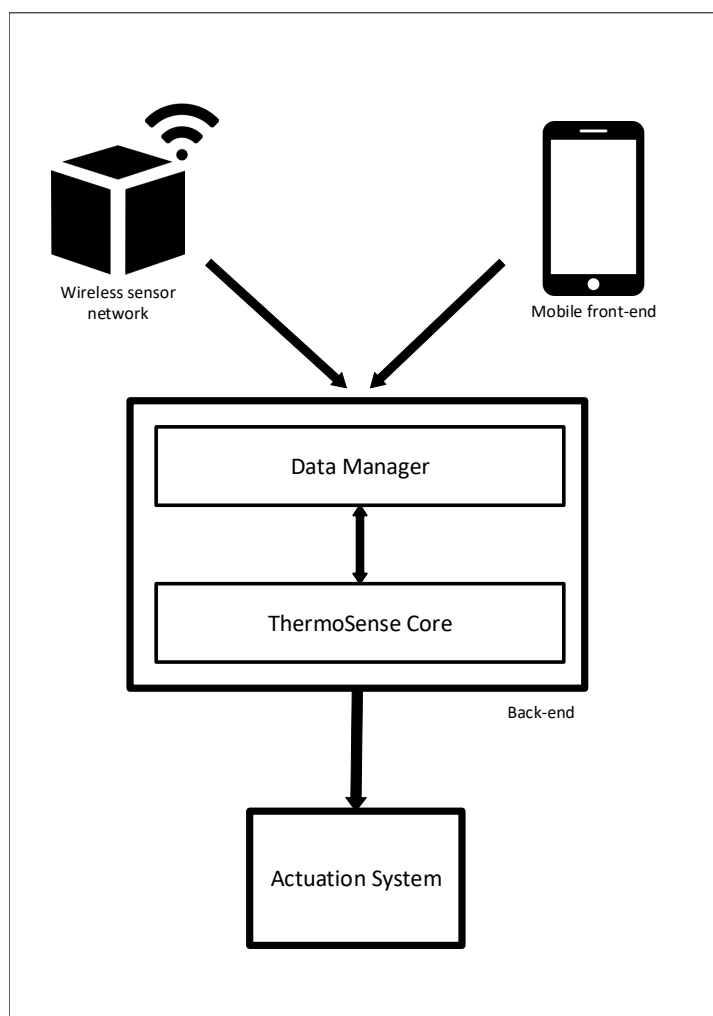 Wireless sensor
network
Mobile front-end
Data Manager
ThermoSense Core
Back-end
Actuation System